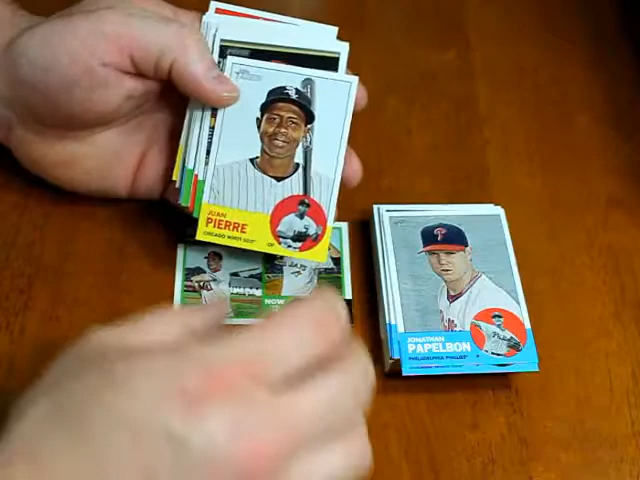 JUAN
PIERRE
CHICAGO WHITE SOX
OF
NOW
JONATHAN
PAPELBON
PHILADELPHIA PHILLIES
P